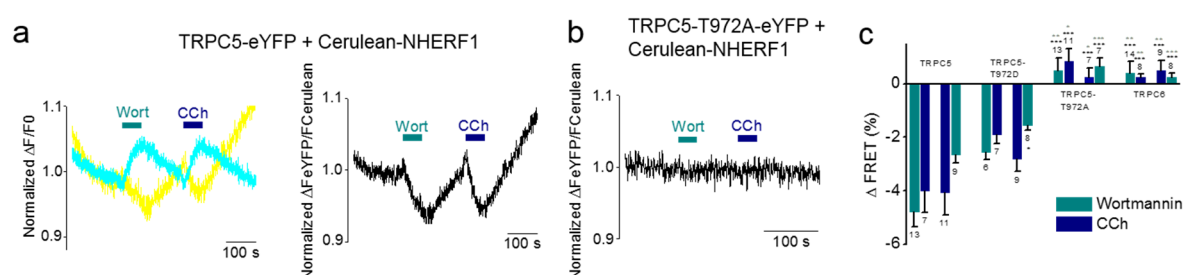 a
TRPC5-eYFP + Cerulean-NHERF1
Normalized ΔF/F0
1.1
1.0
0.9
Wort
CCh
100 s
Normalized ΔFeYFP/FCerulean
1.1
1.0
0.9
Wort
CCh
100 s
b
TRPC5-T972A-eYFP +
Cerulean-NHERF1
Normalized ΔFeYFP/FCerulean
1.1
1.0
0.9
Wort
CCh
100 s
c
Δ FRET (%)
0
-2
-4
-6
TRPC5
TRPC5-
T972D
TRPC5-
T972A
TRPC6
13
7
11
9
6
7
9
8
13
11
7
7
14
8
9
8
Wortmannin
CCh